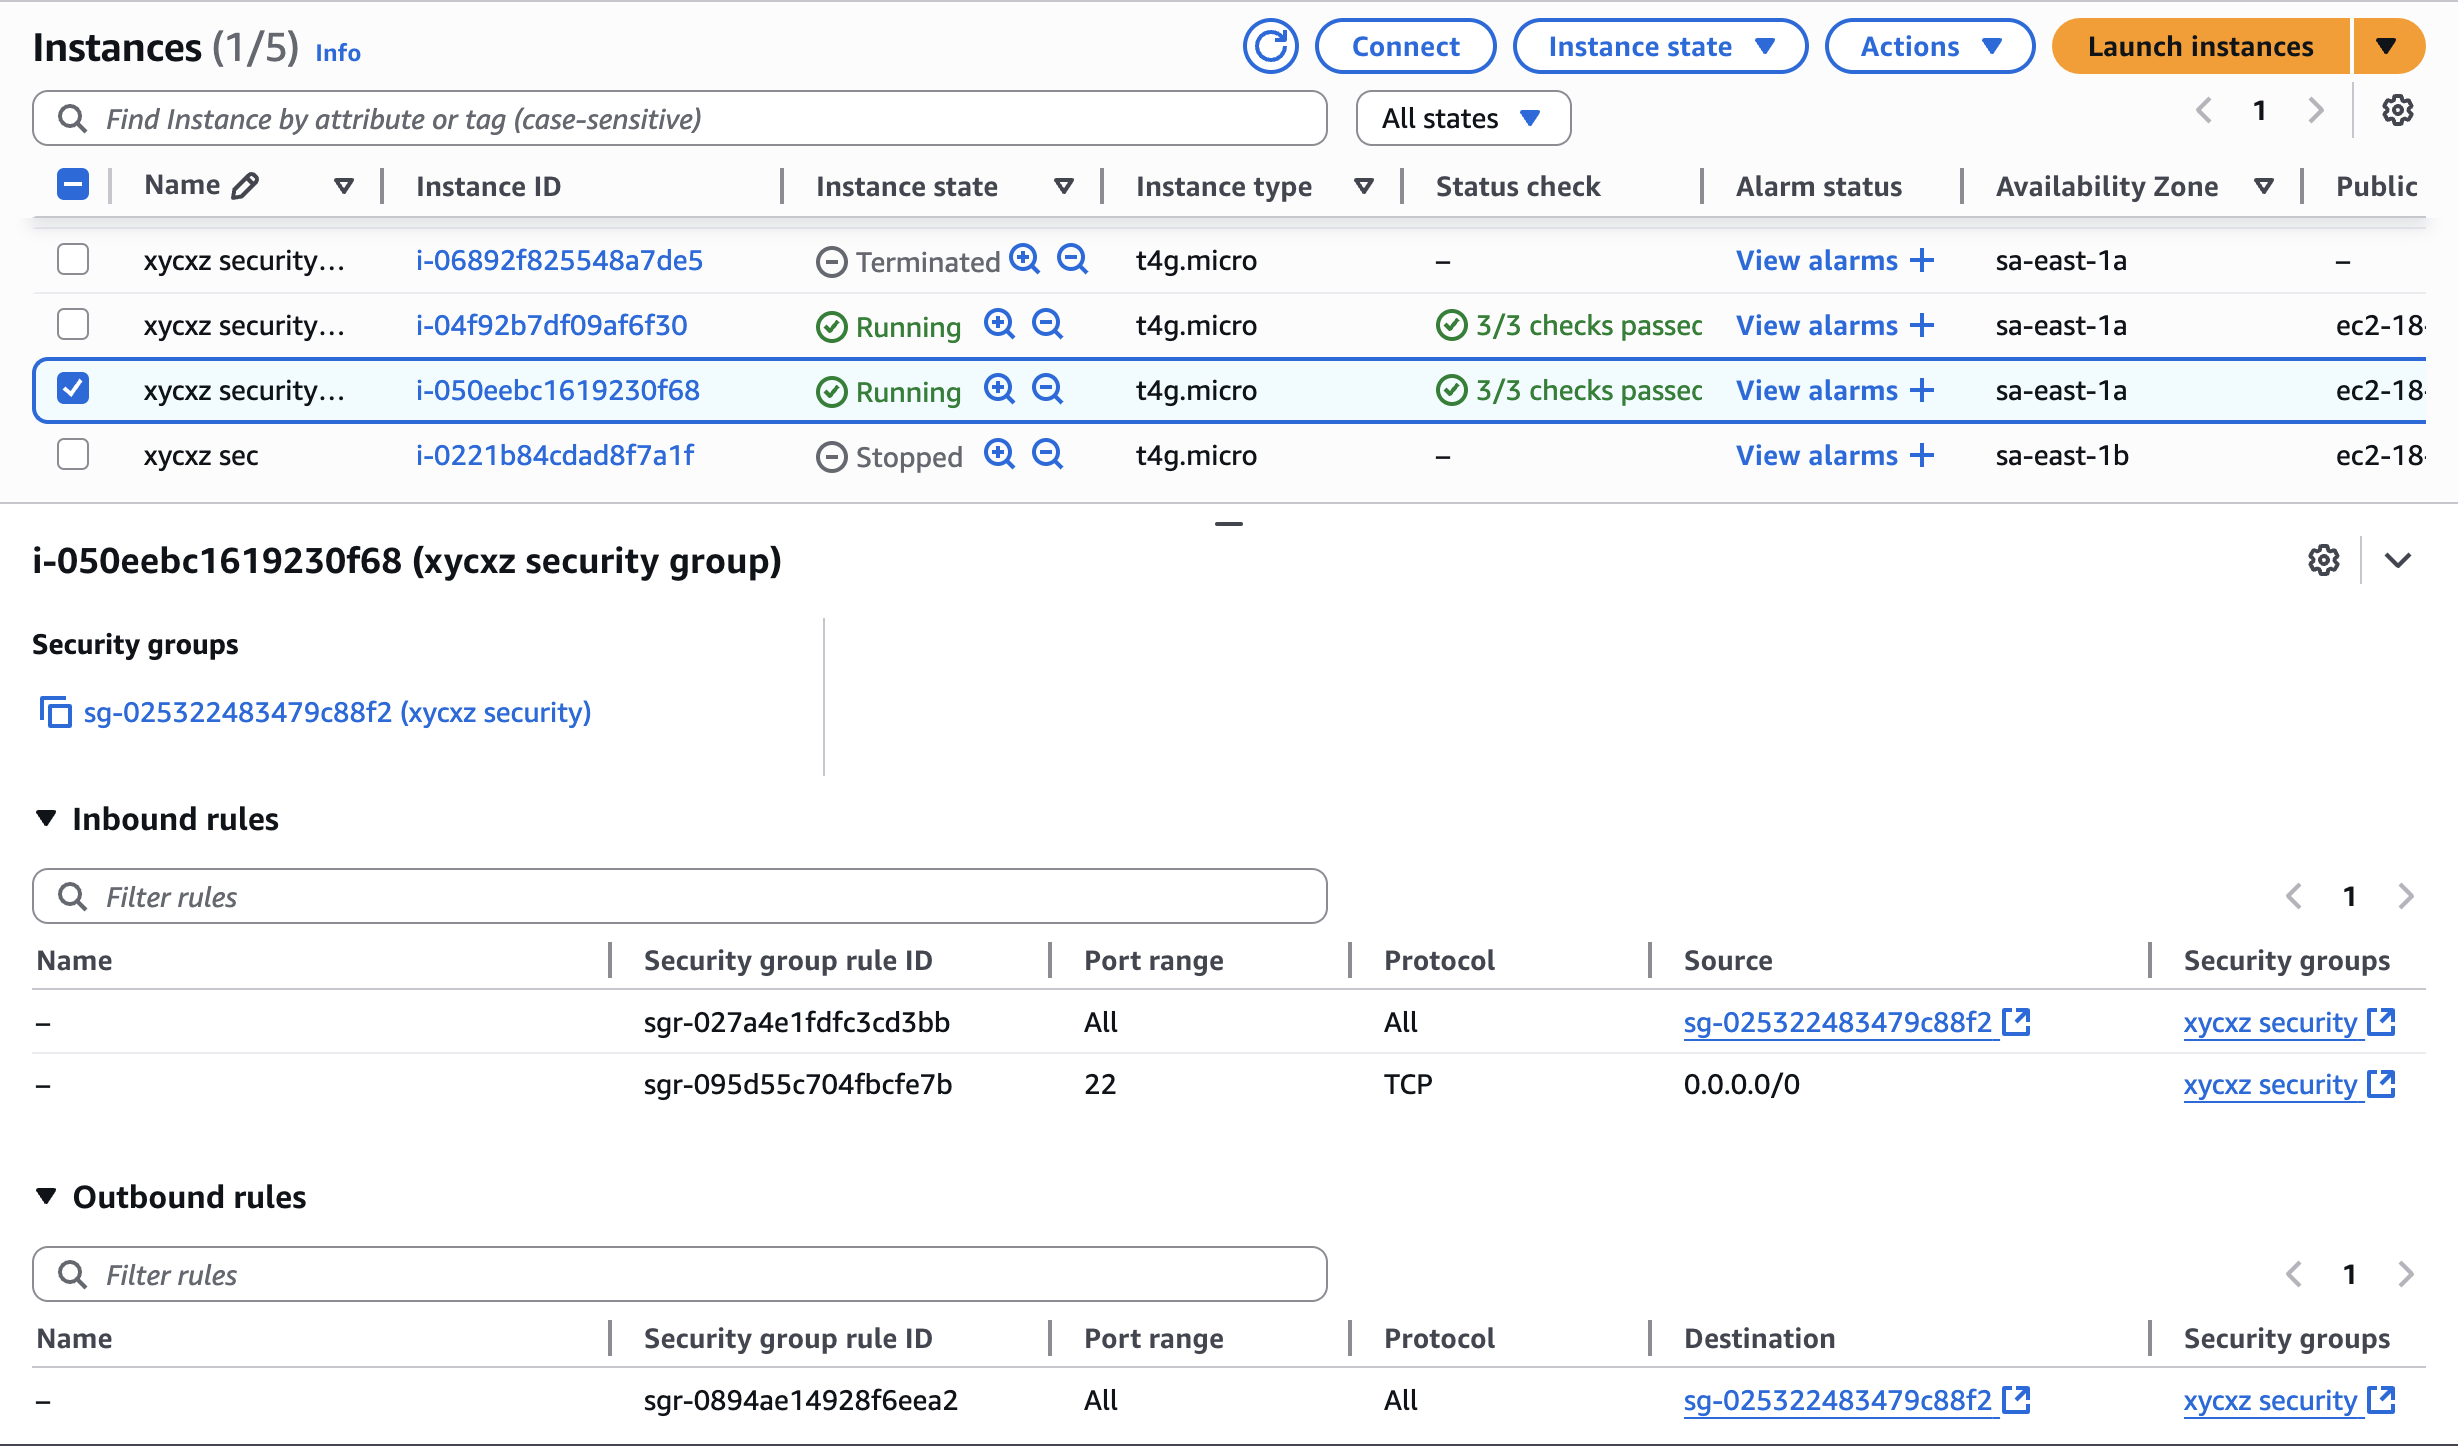 Instances (1/5) Info Connect Instance state Actions Launch instances
Find Instance by attribute or tag (case-sensitive) All states 1
Name Instance ID Instance state Instance type Status check Alarm status Availability Zone Public
xycxz security... i-06892f825548a7de5 Terminated t4g.micro – View alarms + sa-east-1a –
xycxz security... i-04f92b7df09af6f30 Running t4g.micro 3/3 checks passed View alarms + sa-east-1a ec2-18-
xycxz security... i-050eebc1619230f68 Running t4g.micro 3/3 checks passed View alarms + sa-east-1a ec2-18-
xycxz sec i-0221b84cdad8f7a1f Stopped t4g.micro – View alarms + sa-east-1b ec2-18-
i-050eebc1619230f68 (xycxz security group)
Security groups
sg-025322483479c88f2 (xycxz security)
Inbound rules
Filter rules 1
Name Security group rule ID Port range Protocol Source Security groups
– sgr-027a4e1fdfc3cd3bb All All sg-025322483479c88f2 xycxz security
– sgr-095d55c704fbcfe7b 22 TCP 0.0.0.0/0 xycxz security
Outbound rules
Filter rules 1
Name Security group rule ID Port range Protocol Destination Security groups
– sgr-0894ae14928f6eea2 All All sg-025322483479c88f2 xycxz security